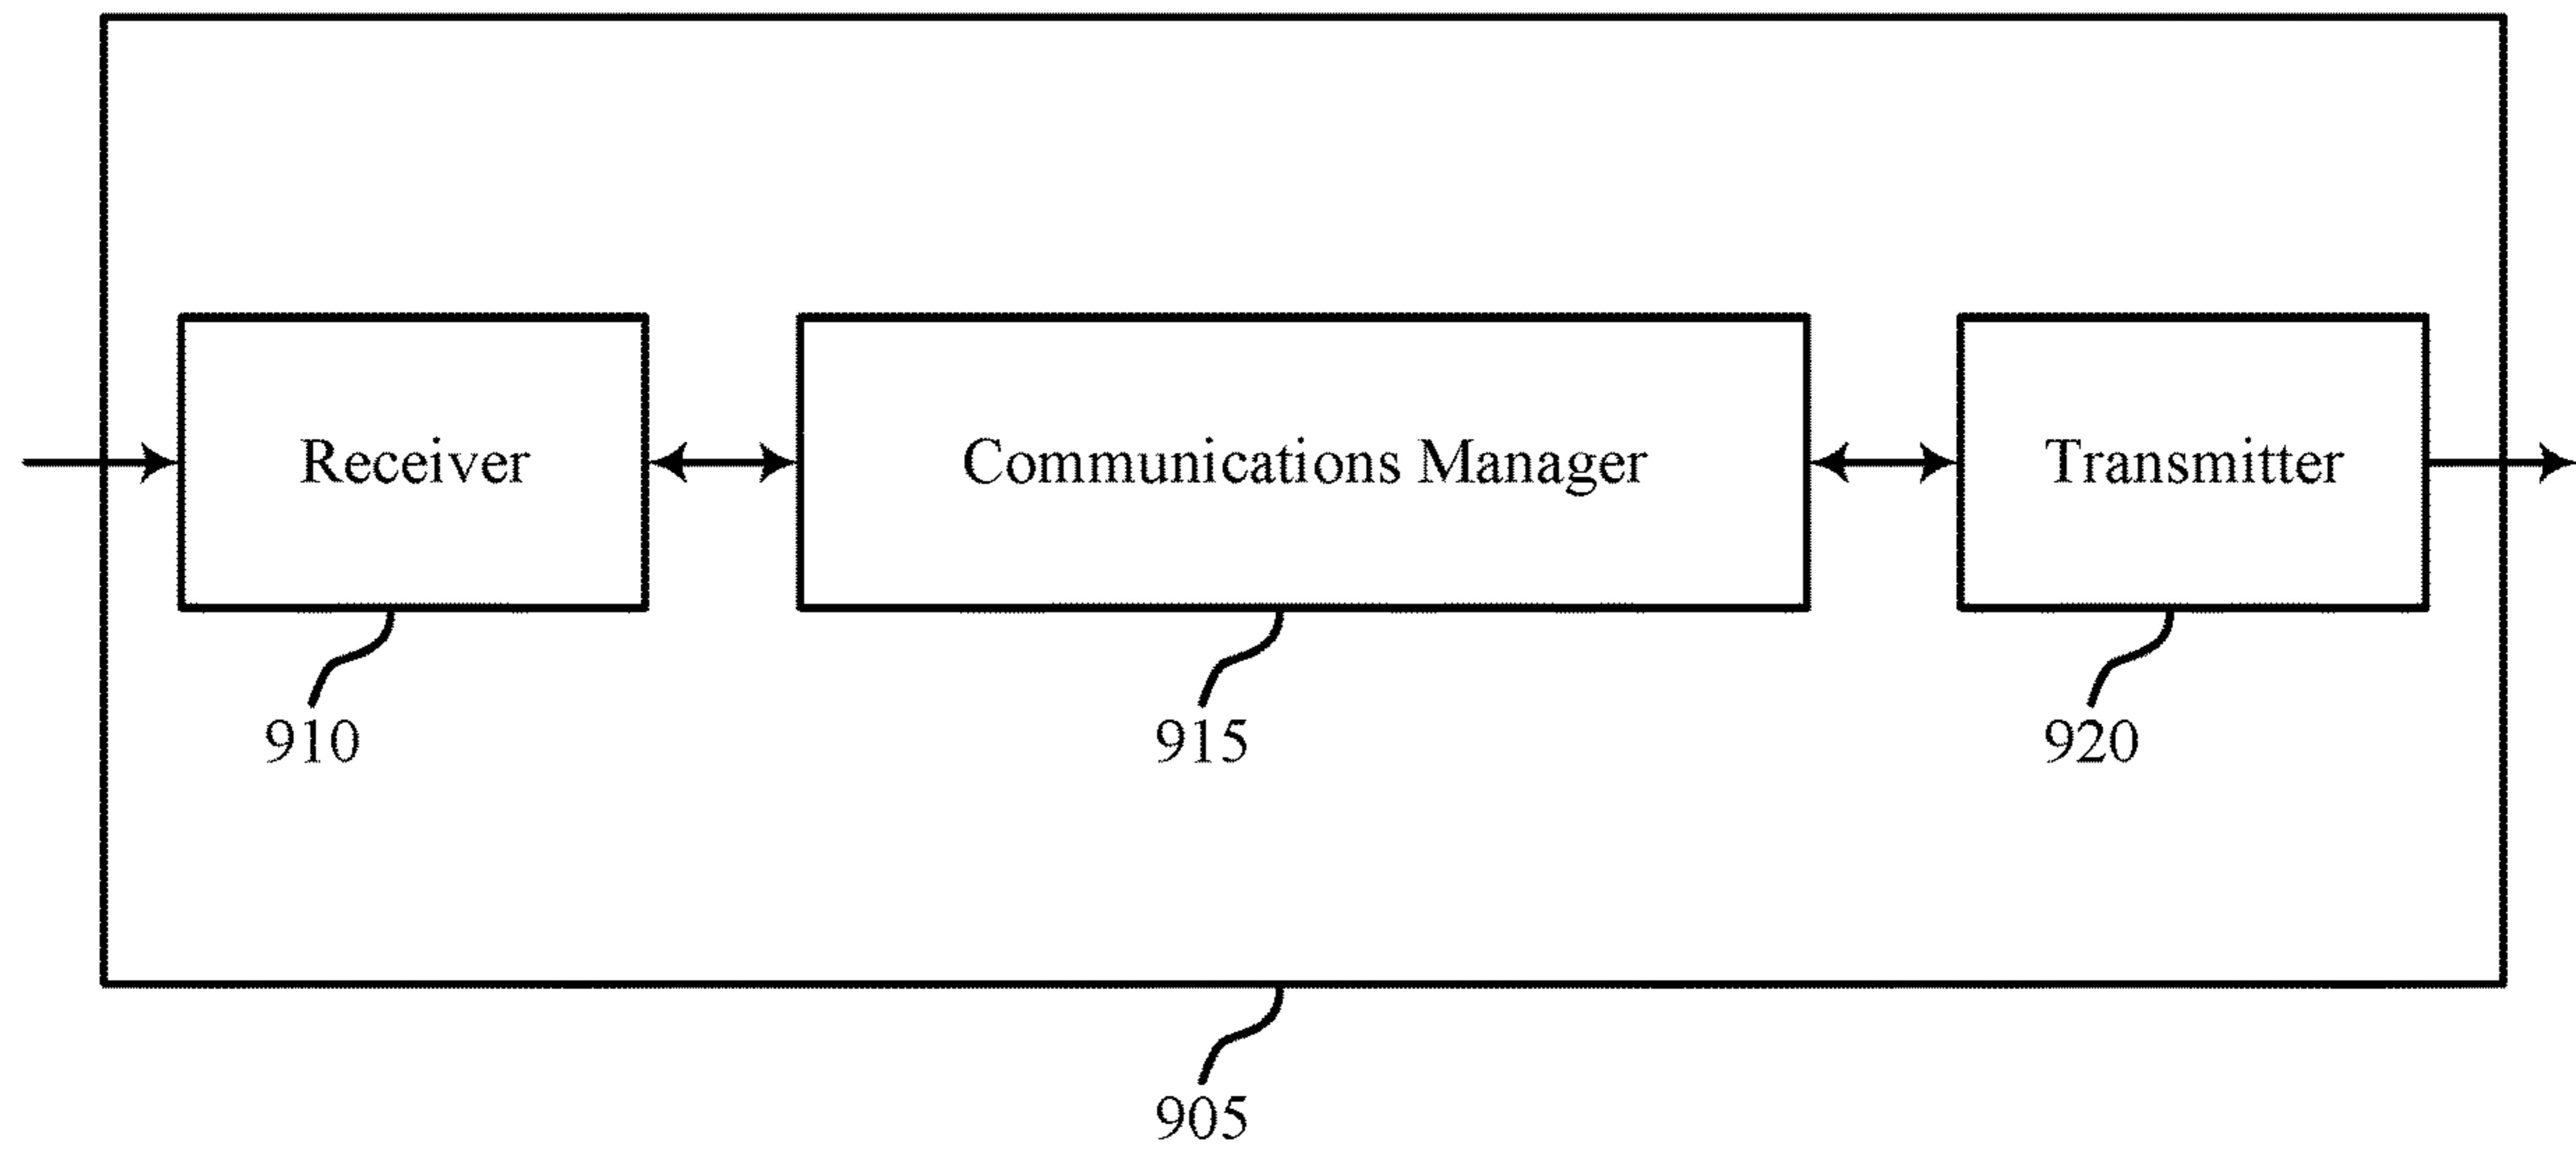 Receiver
Communications Manager
Transmitter
910
915
920
905